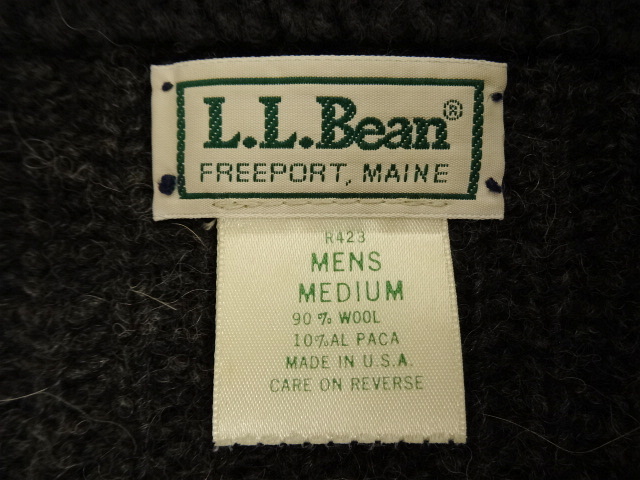 L.L.Bean®
FREEPORT, MAINE
R423
MENS
MEDIUM
90% WOOL
10%AL PACA
MADE IN U.S.A.
CARE ON REVERSE